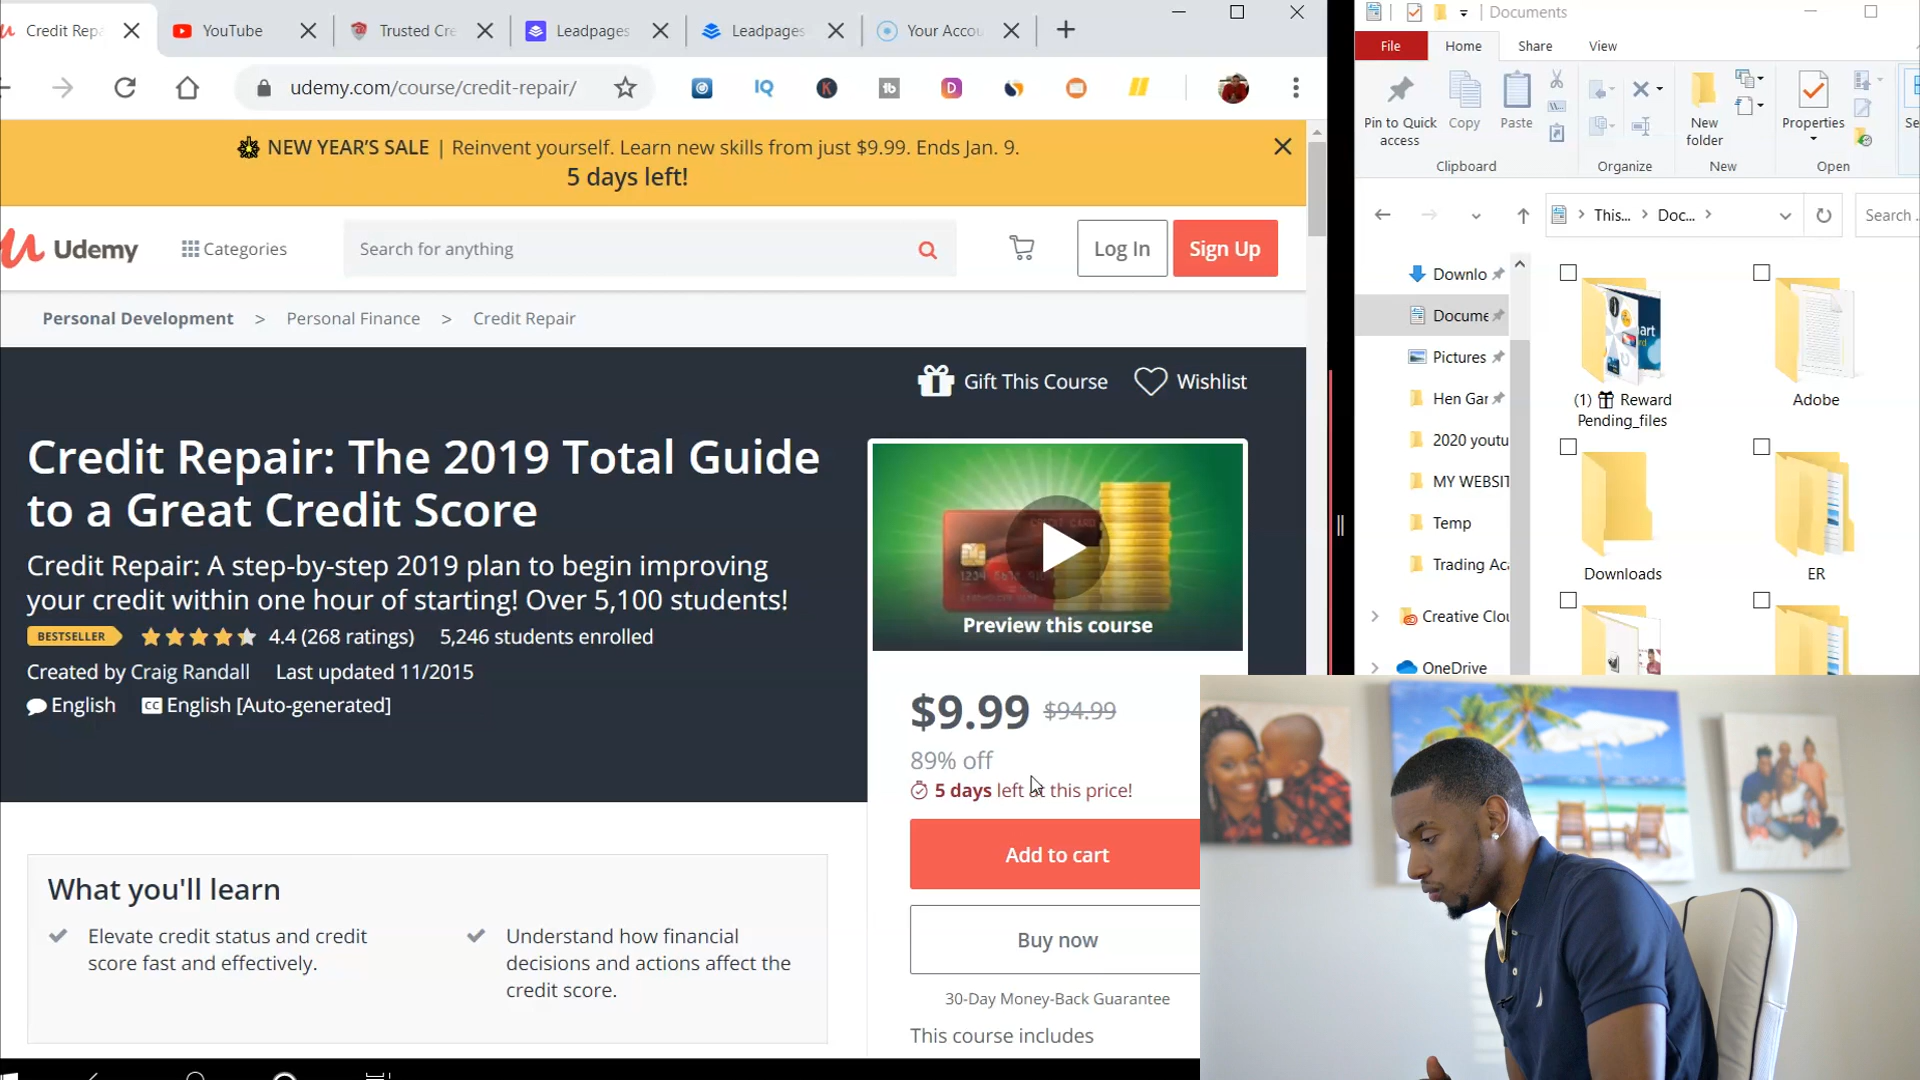 Credit Repa
YouTube
Trusted Cre
Leadpages
Leadpages
Your Accou
udemy.com/course/credit-repair/
IQ
K
tb
D
NEW YEAR'S SALE | Reinvent yourself. Learn new skills from just $9.99. Ends Jan. 9.
5 days left!
Udemy
Categories
Search for anything
Log In
Sign Up
Personal Development > Personal Finance > Credit Repair
Gift This Course
Wishlist
Credit Repair: The 2019 Total Guide
to a Great Credit Score
Credit Repair: A step-by-step 2019 plan to begin improving
your credit within one hour of starting! Over 5,100 students!
BESTSELLER 4.4 (268 ratings) 5,246 students enrolled
Created by Craig Randall Last updated 11/2015
English CC English [Auto-generated]
CREDIT CARD
Preview this course
$9.99 $94.99
89% off
5 days left at this price!
Add to cart
Buy now
30-Day Money-Back Guarantee
This course includes
What you'll learn
Elevate credit status and credit
score fast and effectively.
Understand how financial
decisions and actions affect the
credit score.
Documents
File
Home
Share
View
Pin to Quick
access
Copy
Paste
New
folder
Properties
Se
Clipboard
Organize
New
Open
This... > Doc... >
Search
Downlo
Docume
Pictures
Hen Gar
2020 youtu
MY WEBSIT
Temp
Trading Aca
Creative Clou
OneDrive
(1) 🎁 Reward
Pending_files
Adobe
Downloads
ER